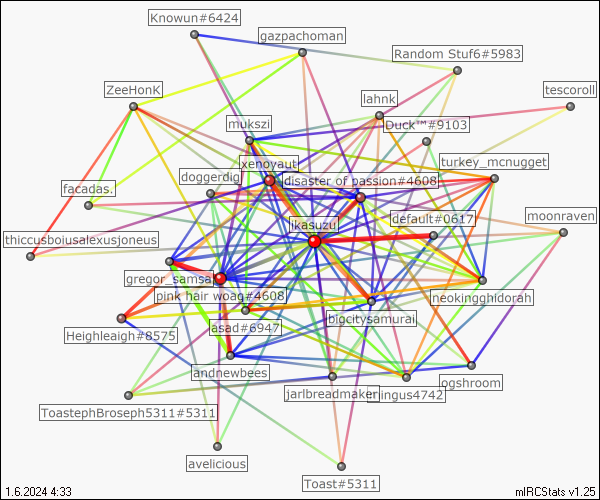 Knowun#6424
gazpachoman
Random Stuf6#5983
ZeeHonK
tescoroll
lahnk
mukszi
Duck™#9103
xenoyaut
turkey_mcnugget
doggerdig
disaster of passion#4608
facadas.
default#0617
ikasuzu
moonraven
thiccusboiusalexusjoneus
gregor_samsa
pink hair woag#4608
neokingghidorah
bigcitysamurai
asad#6947
Heighleigh#8575
andnewbees
ogshroom
jarlbreadmaker
ingus4742
ToastephBroseph5311#5311
avelicious
Toast#5311
1.6.2024 4:33
mIRCStats v1.25